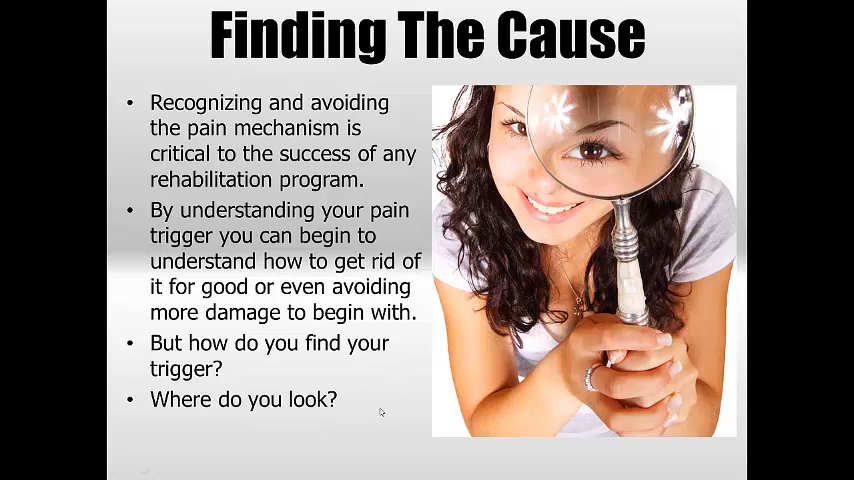 Finding The Cause
• Recognizing and avoiding
the pain mechanism is
critical to the success of any
rehabilitation program.
• By understanding your pain
trigger you can begin to
understand how to get rid of
it for good or even avoiding
more damage to begin with.
• But how do you find your
trigger?
• Where do you look?